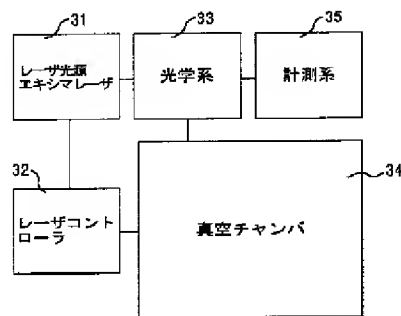 31
33
35
レーザ光源
エキシマレーザ
光学系
計測系
32
34
レーザコント
ローラ
真空チャンバ